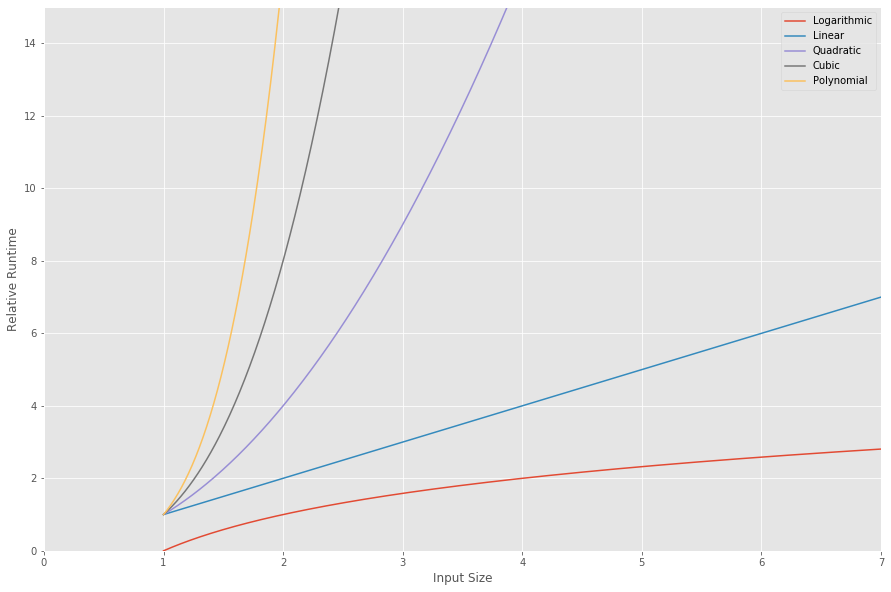 Logarithmic
Linear
Quadratic
Cubic
Polynomial
14
12
10
8
6
4
2
0
Relative Runtime
0 1 2 3 4 5 6 7
Input Size